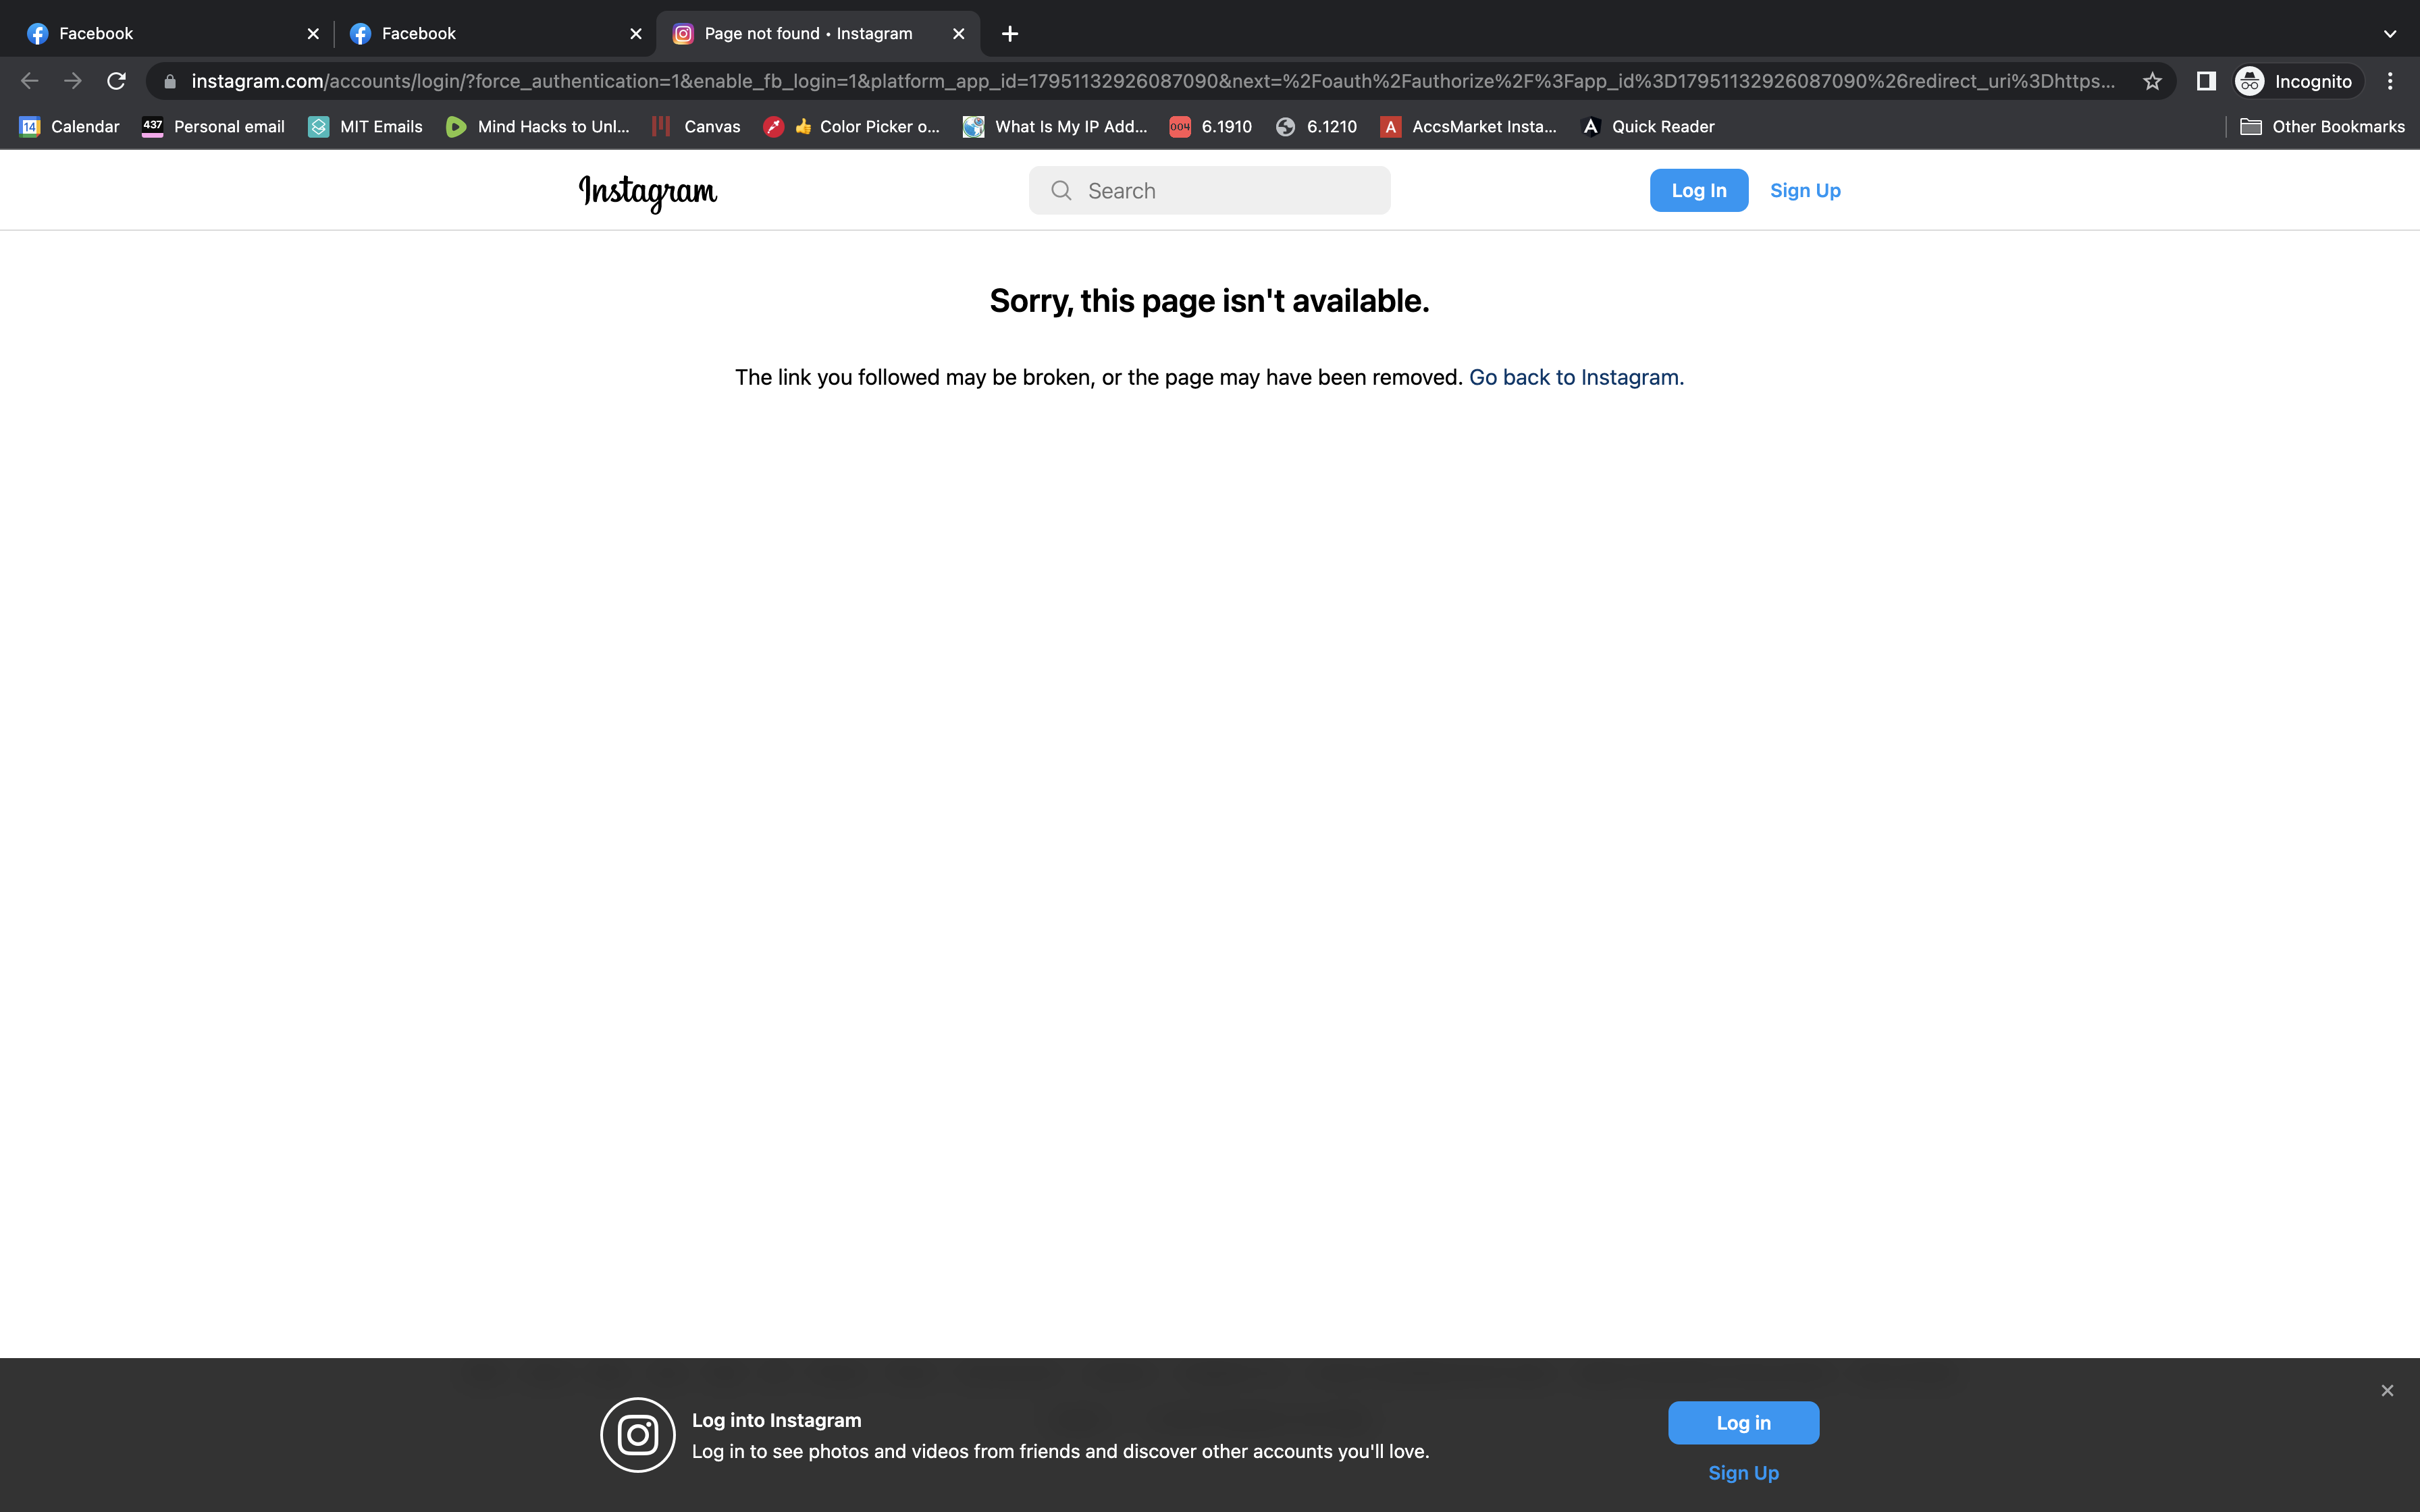 Facebook
Facebook
Page not found • Instagram
instagram.com/accounts/login/?force_authentication=1&enable_fb_login=1&platform_app_id=17951132926087090&next=%2Foauth%2Fauthorize%2F%3Fapp_id%3D17951132926087090%26redirect_uri%3Dhttps...
Incognito
14 Calendar
437 Personal email
MIT Emails
Mind Hacks to Unl...
Canvas
👍 Color Picker o...
What Is My IP Add...
004 6.1910
6.1210
A AccsMarket Insta...
Quick Reader
Other Bookmarks
Instagram
Search
Log In
Sign Up
Sorry, this page isn't available.
The link you followed may be broken, or the page may have been removed. Go back to Instagram.
Log into Instagram
Log in to see photos and videos from friends and discover other accounts you'll love.
Log in
Sign Up